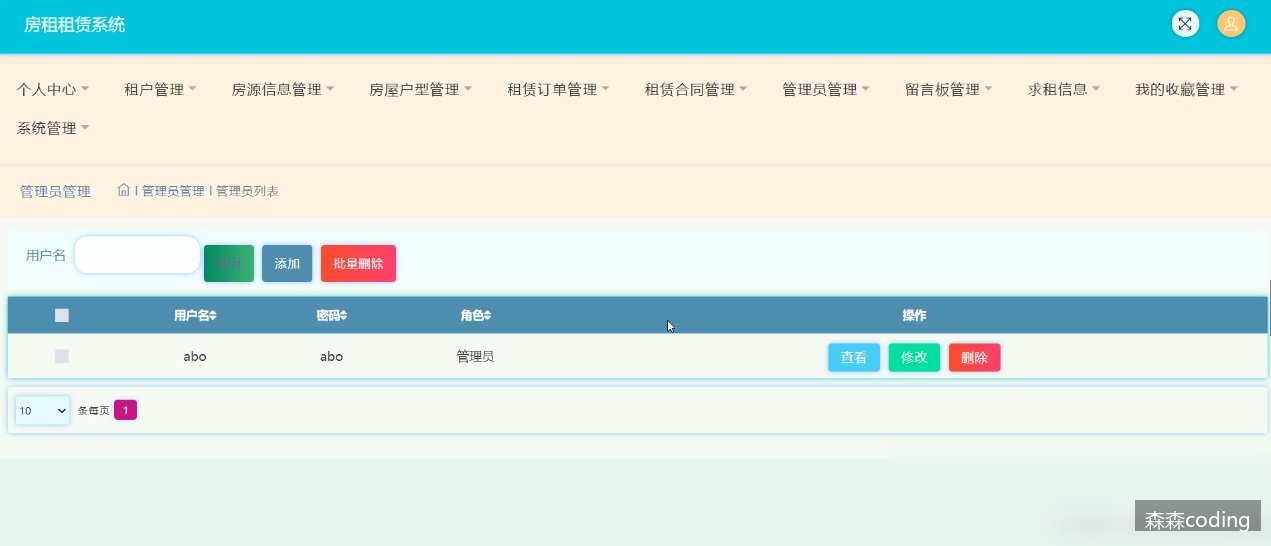 房租租赁系统
个人中心 租户管理 房源信息管理 房屋户型管理 租赁订单管理 租赁合同管理 管理员管理 留言板管理 求租信息 我的收藏管理
系统管理
管理员管理 | 管理员管理 | 管理员列表
用户名 查询 添加 批量删除
用户名 密码 角色 操作
abo abo 管理员 查看 修改 删除
10 条每页 1
森森coding